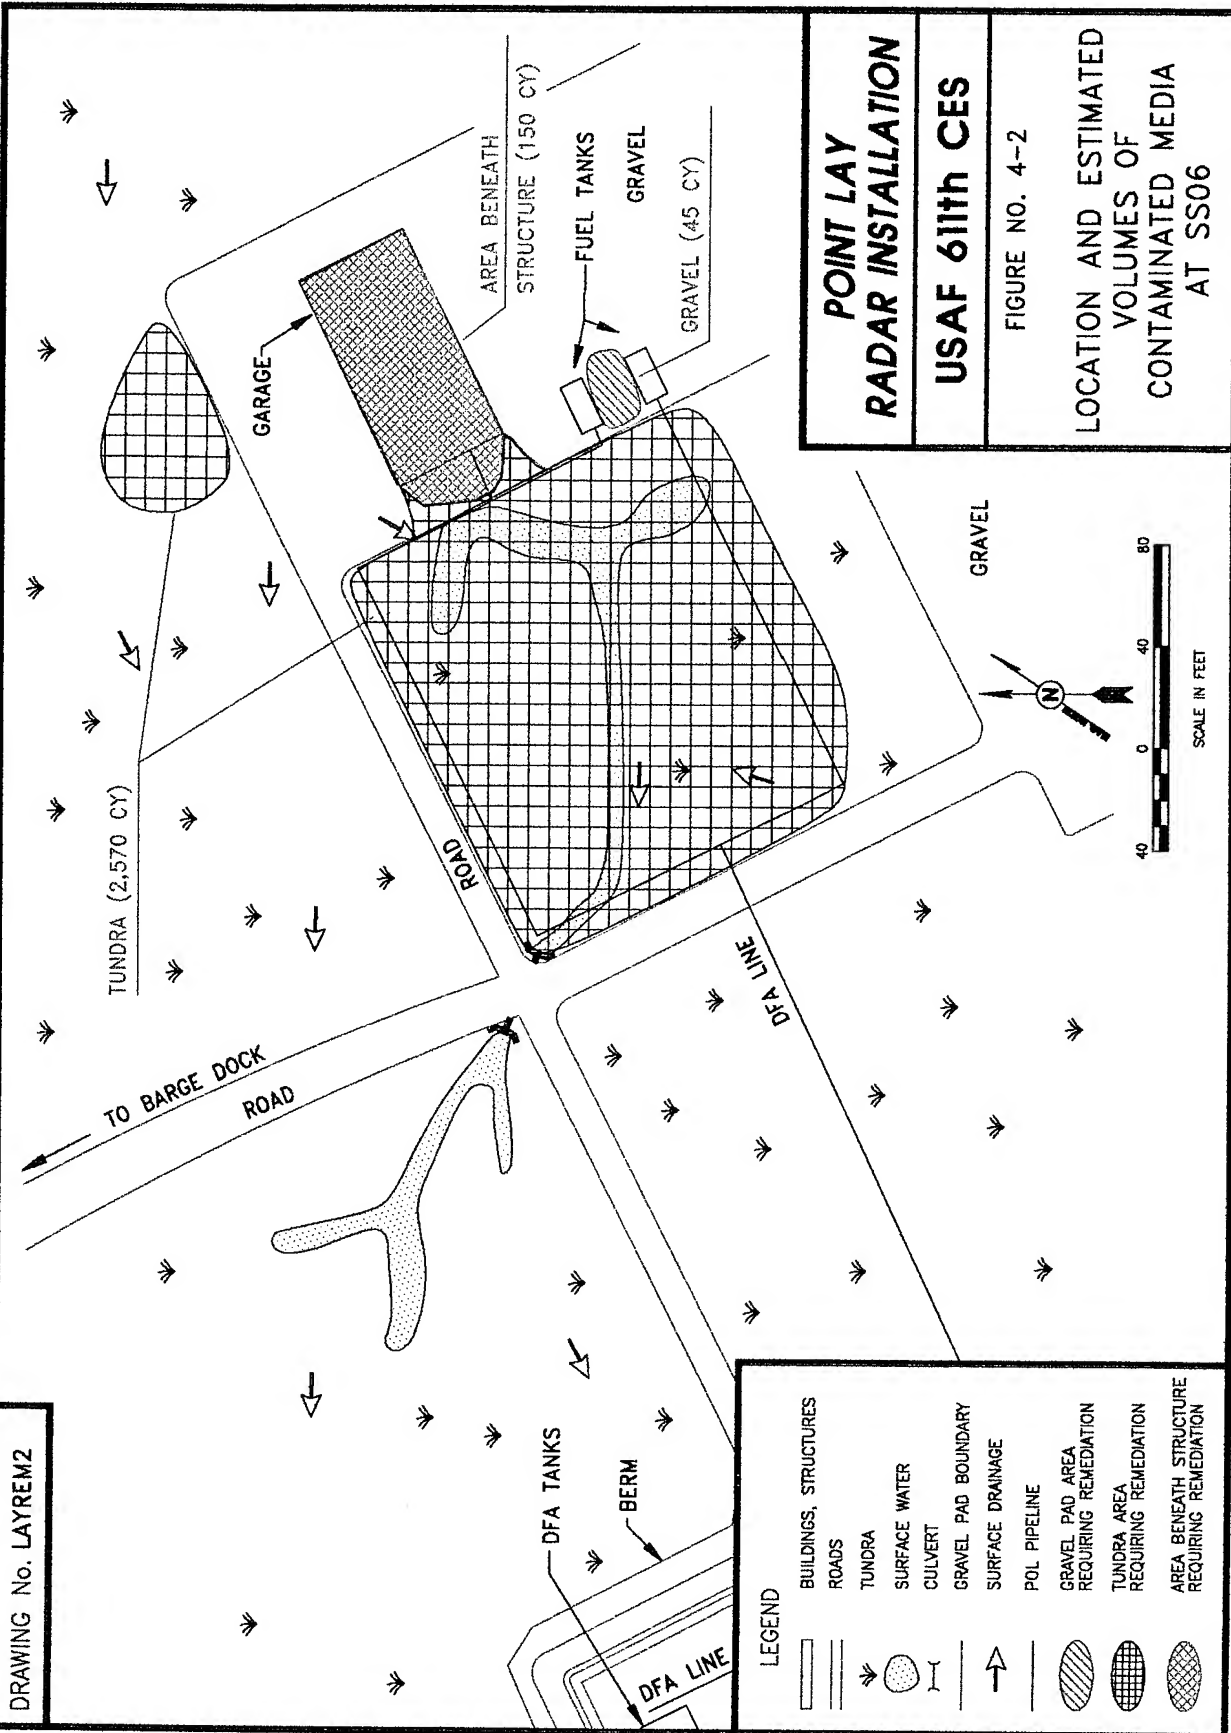 DRAWING No. LAYREM2
TUNDRA (2,570 CY)
TO BARGE DOCK
ROAD
ROAD
GARAGE
AREA BENEATH
STRUCTURE (150 CY)
FUEL TANKS
GRAVEL
GRAVEL (45 CY)
GRAVEL
DFA LINE
DFA TANKS
BERM
DFA LINE
LEGEND
BUILDINGS, STRUCTURES
ROADS
TUNDRA
SURFACE WATER
CULVERT
GRAVEL PAD BOUNDARY
SURFACE DRAINAGE
POL PIPELINE
GRAVEL PAD AREA
REQUIRING REMEDIATION
TUNDRA AREA
REQUIRING REMEDIATION
AREA BENEATH STRUCTURE
REQUIRING REMEDIATION
N
40 0 40 80
SCALE IN FEET
POINT LAY
RADAR INSTALLATION
USAF 611th CES
FIGURE NO. 4-2
LOCATION AND ESTIMATED
VOLUMES OF
CONTAMINATED MEDIA
AT SS06